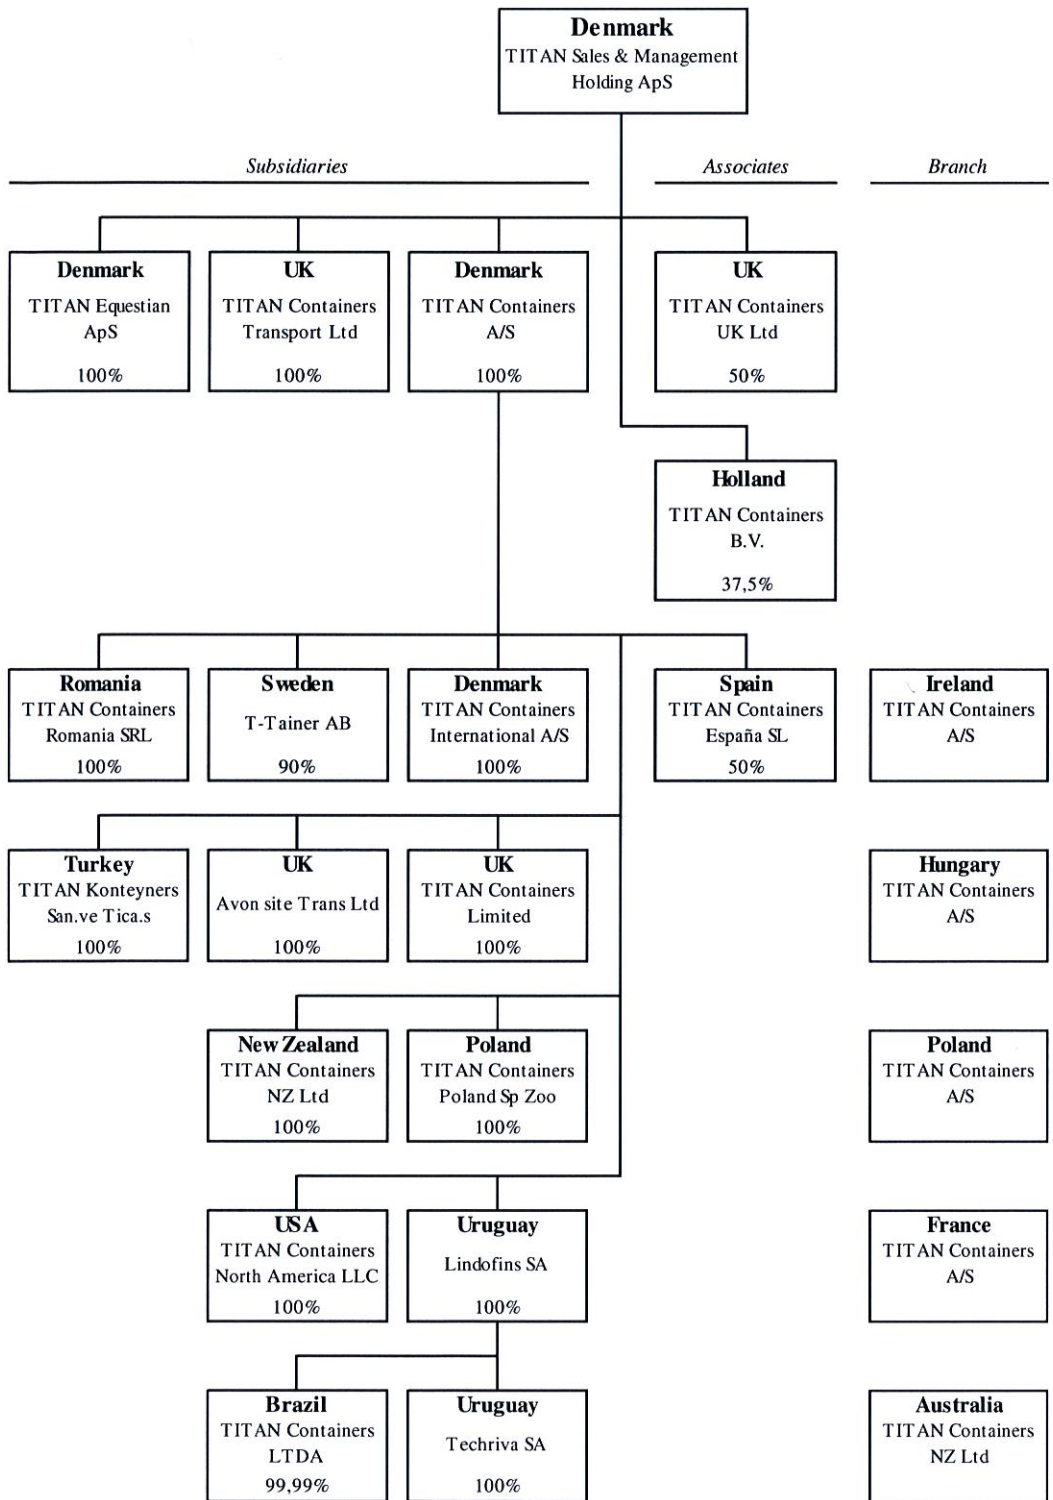 Denmark
TITAN Sales & Management
Holding ApS
Subsidiaries
Associates
Branch
Denmark
TITAN Equestian
ApS
100%
UK
TITAN Containers
Transport Ltd
100%
Denmark
TITAN Containers
A/S
100%
UK
TITAN Containers
UK Ltd
50%
Holland
TITAN Containers
B.V.
37,5%
Romania
TITAN Containers
Romania SRL
100%
Sweden
T-Tainer AB
90%
Denmark
TITAN Containers
International A/S
100%
Spain
TITAN Containers
España SL
50%
Ireland
TITAN Containers
A/S
Turkey
TITAN Konteyners
San.ve Tica.s
100%
UK
Avon site Trans Ltd
100%
UK
TITAN Containers
Limited
100%
Hungary
TITAN Containers
A/S
New Zealand
TITAN Containers
NZ Ltd
100%
Poland
TITAN Containers
Poland Sp Zoo
100%
Poland
TITAN Containers
A/S
USA
TITAN Containers
North America LLC
100%
Uruguay
Lindofins SA
100%
France
TITAN Containers
A/S
Brazil
TITAN Containers
LTDA
99,99%
Uruguay
Techriva SA
100%
Australia
TITAN Containers
NZ Ltd